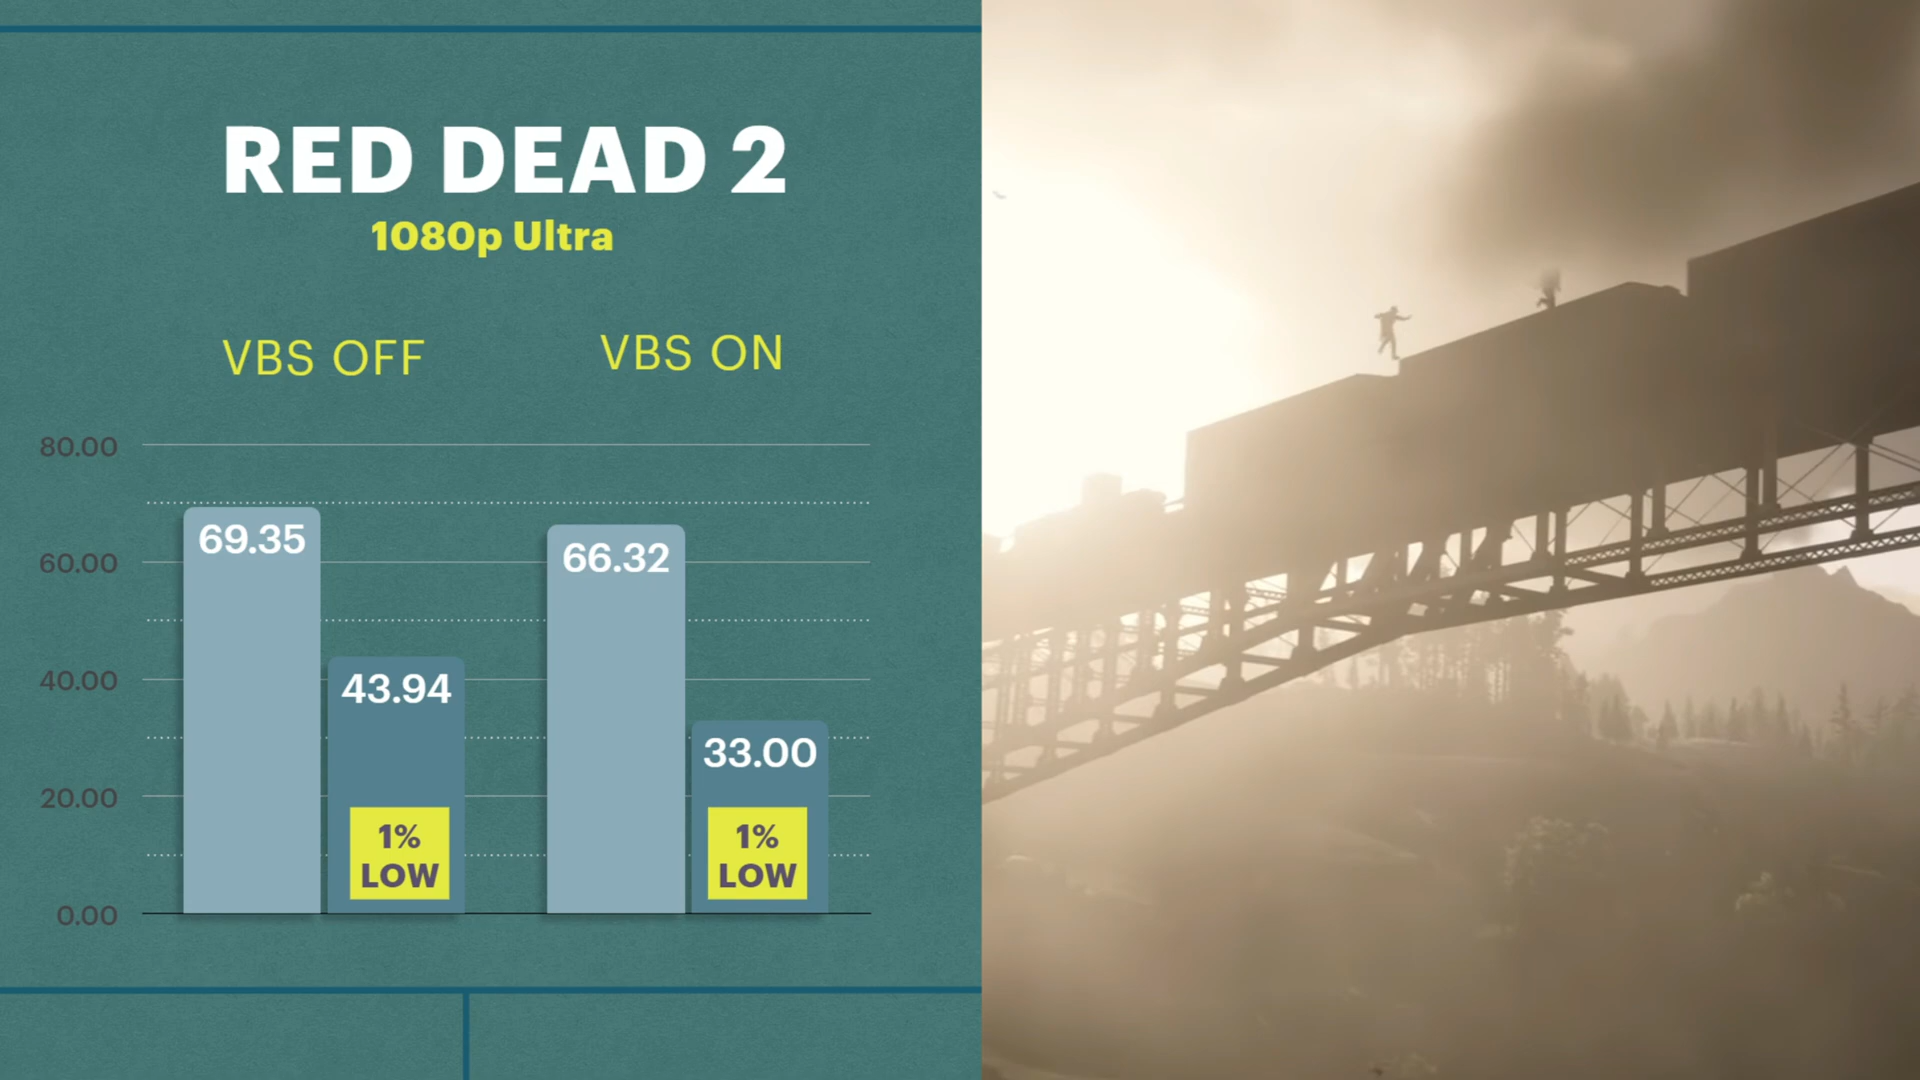 RED DEAD 2
1080p Ultra
VBS OFF
VBS ON
80.00
60.00
40.00
20.00
0.00
69.35
43.94
1%
LOW
66.32
33.00
1%
LOW